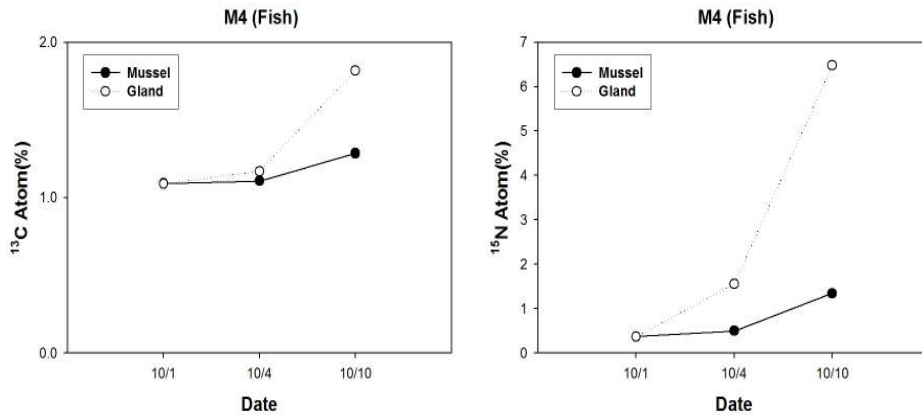 M4 (Fish)
2.0
1.0
0.0
¹³C Atom(%)
Mussel
Gland
10/1 10/4 10/10
Date
M4 (Fish)
7
6
5
4
3
2
1
0
¹⁵N Atom(%)
Mussel
Gland
10/1 10/4 10/10
Date